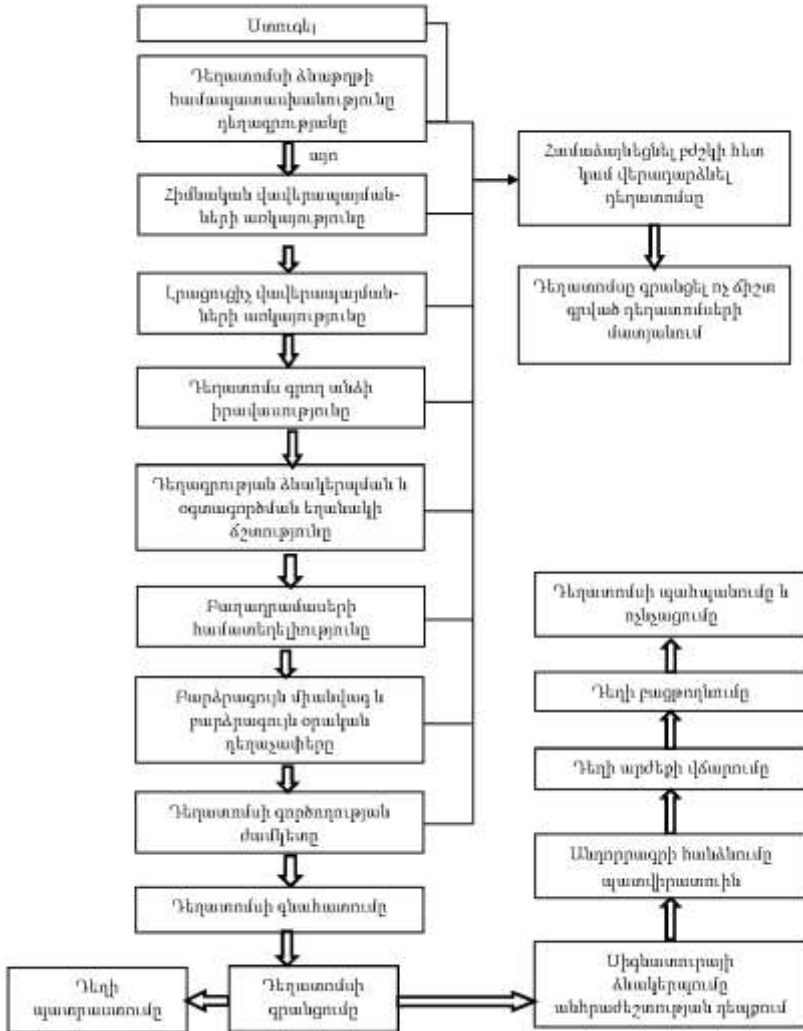 Ստուգել
Դեղատոմսի ձևաթղթի
համապատասխանությունը
դեղագրությանը
այո
Հիմնական վավերապայման-
ների առկայությունը
Լրացուցիչ վավերապայման-
ների առկայությունը
Դեղատոմս գրող անձի
իրավասությունը
Դեղագրության ձևակերպման և
օգտագործման եղանակի
ճշտությունը
Բաղադրամասերի
համատեղելիությունը
Բարձրագույն միանվագ և
բարձրագույն օրական
դեղաչափերը
Դեղատոմսի գործողության
ժամկետը
Դեղատոմսի գնահատումը
Դեղատոմսի
գրանցումը
Դեղի
պատրաստումը
Համաձայնեցնել բժշկի հետ
կամ վերադարձնել
դեղատոմսը
Դեղատոմսը գրանցել ոչ ճիշտ
գրված դեղատոմսերի
մատյանում
Դեղատոմսի պահպանումը և
ոչնչացումը
Դեղի բացթողնումը
Դեղի արժեքի վճարումը
Անդորրագրի հանձնումը
պատվիրատուին
Սիգնատուրայի
ձևակերպումը
անհրաժեշտության դեպքում